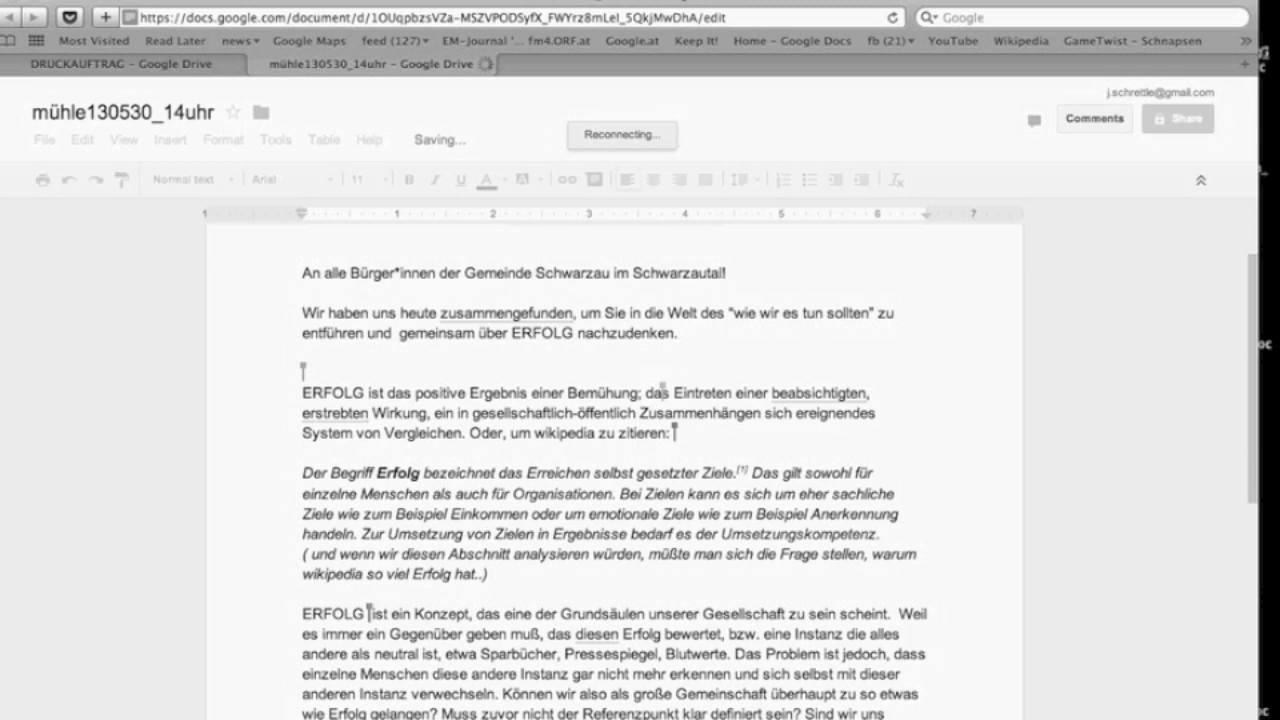 https://docs.google.com/document/d/1OUqpbzsVZa-MSZVPODSyfX_FWYrz8mLeI_5QkjMwDhA/edit
Google
Most Visited Read Later news Google Maps feed (127) EM-Journal '... fm4.ORF.at Google.at Keep It! Home - Google Docs fb (21) YouTube Wikipedia GameTwist - Schnapsen
DRUCKAUFTRAG - Google Drive mühle130530_14uhr - Google Drive
j.schrettle@gmail.com
mühle130530_14uhr
Comments Share
File Edit View Insert Format Tools Table Help Saving... Reconnecting...
Normal text Arial 11 B I U A
1 1 2 3 4 5 6 7
An alle Bürger*innen der Gemeinde Schwarzau im Schwarzautal!
Wir haben uns heute zusammengefunden, um Sie in die Welt des "wie wir es tun sollten" zu
entführen und gemeinsam über ERFOLG nachzudenken.
ERFOLG ist das positive Ergebnis einer Bemühung; das Eintreten einer beabsichtigten,
erstrebten Wirkung, ein in gesellschaftlich-öffentlich Zusammenhängen sich ereignendes
System von Vergleichen. Oder, um wikipedia zu zitieren:
Der Begriff Erfolg bezeichnet das Erreichen selbst gesetzter Ziele.[1] Das gilt sowohl für
einzelne Menschen als auch für Organisationen. Bei Zielen kann es sich um eher sachliche
Ziele wie zum Beispiel Einkommen oder um emotionale Ziele wie zum Beispiel Anerkennung
handeln. Zur Umsetzung von Zielen in Ergebnisse bedarf es der Umsetzungskompetenz.
( und wenn wir diesen Abschnitt analysieren würden, müßte man sich die Frage stellen, warum
wikipedia so viel Erfolg hat..)
ERFOLG ist ein Konzept, das eine der Grundsäulen unserer Gesellschaft zu sein scheint. Weil
es immer ein Gegenüber geben muß, das diesen Erfolg bewertet, bzw. eine Instanz die alles
andere als neutral ist, etwa Sparbücher, Pressespiegel, Blutwerte. Das Problem ist jedoch, dass
einzelne Menschen diese andere Instanz gar nicht mehr erkennen und sich selbst mit dieser
anderen Instanz verwechseln. Können wir also als große Gemeinschaft überhaupt zu so etwas
wie Erfolg gelangen? Muss zuvor nicht der Referenzpunkt klar definiert sein? Sind wir uns